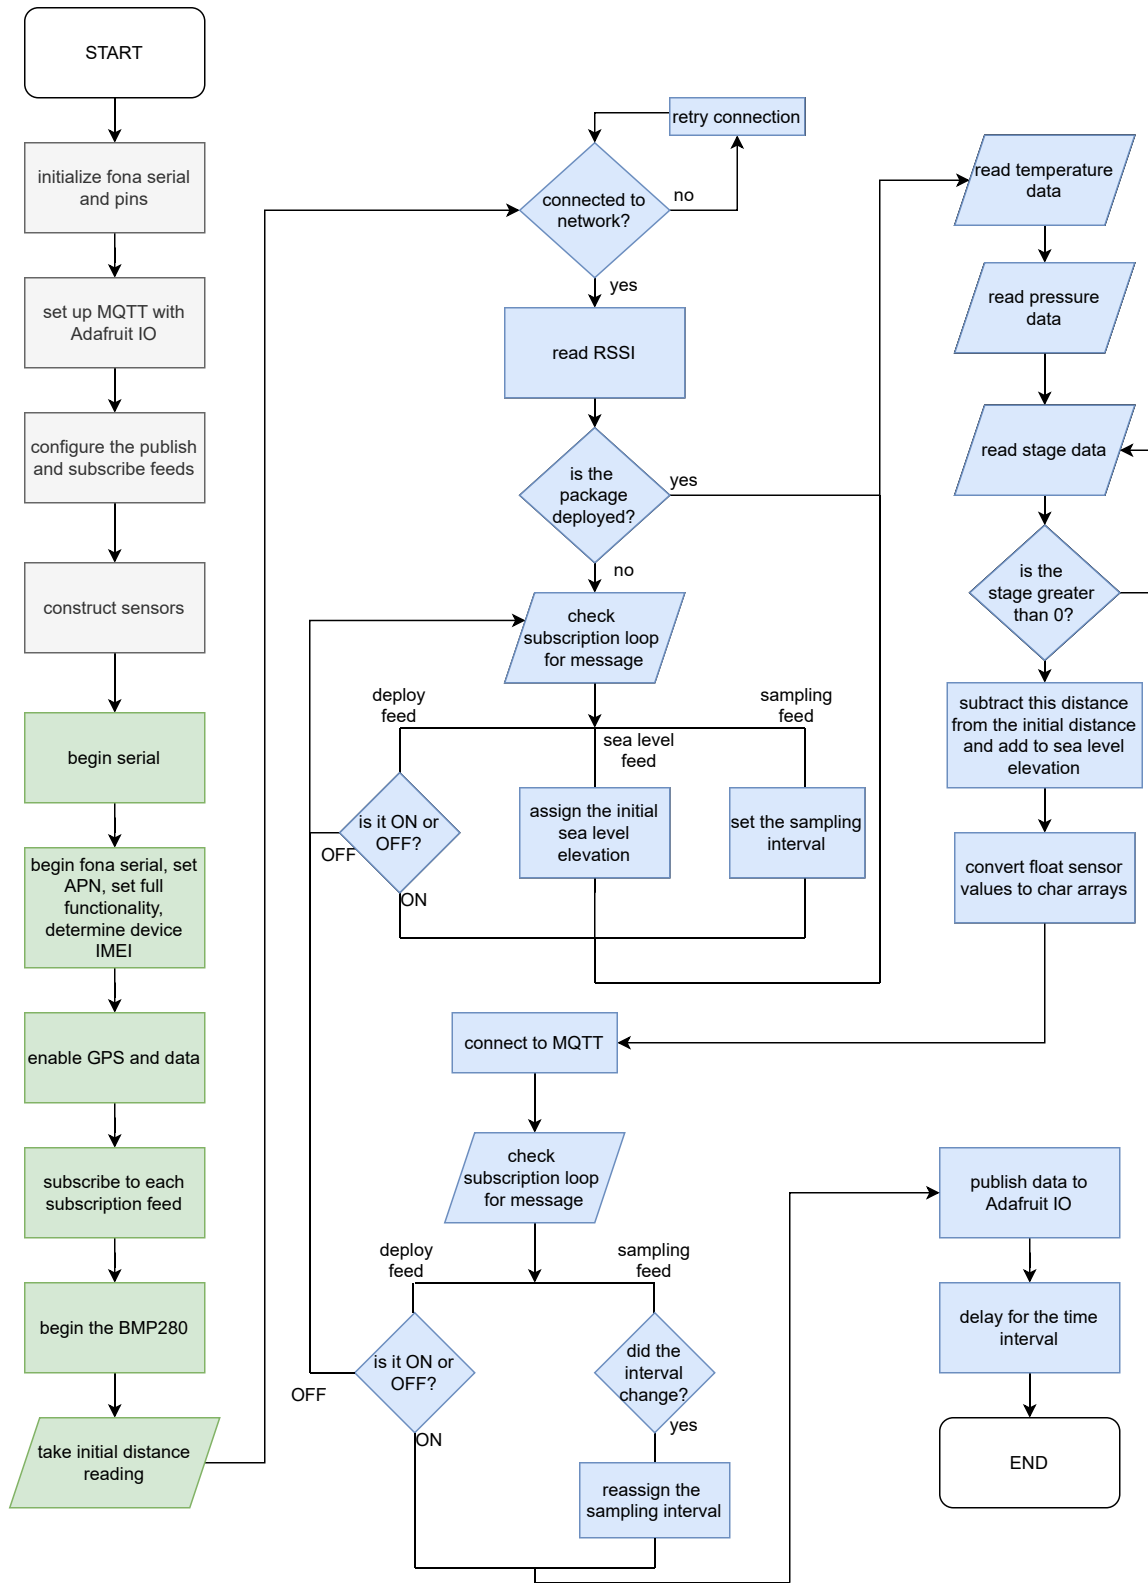 START
initialize fona serial
and pins
set up MQTT with
Adafruit IO
configure the publish
and subscribe feeds
construct sensors
begin serial
begin fona serial, set
APN, set full
functionality,
determine device
IMEI
enable GPS and data
subscribe to each
subscription feed
begin the BMP280
take initial distance
reading
retry connection
connected to
network?
no
yes
read RSSI
is the
package
deployed?
yes
no
check
subscription loop
for message
deploy
feed
sea level
feed
sampling
feed
is it ON or
OFF?
OFF
ON
assign the initial
sea level
elevation
set the sampling
interval
read temperature
data
read pressure
data
read stage data
is the
stage greater
than 0?
subtract this distance
from the initial distance
and add to sea level
elevation
convert float sensor
values to char arrays
connect to MQTT
check
subscription loop
for message
deploy
feed
sampling
feed
is it ON or
OFF?
OFF
ON
did the
interval
change?
yes
reassign the
sampling interval
publish data to
Adafruit IO
delay for the time
interval
END